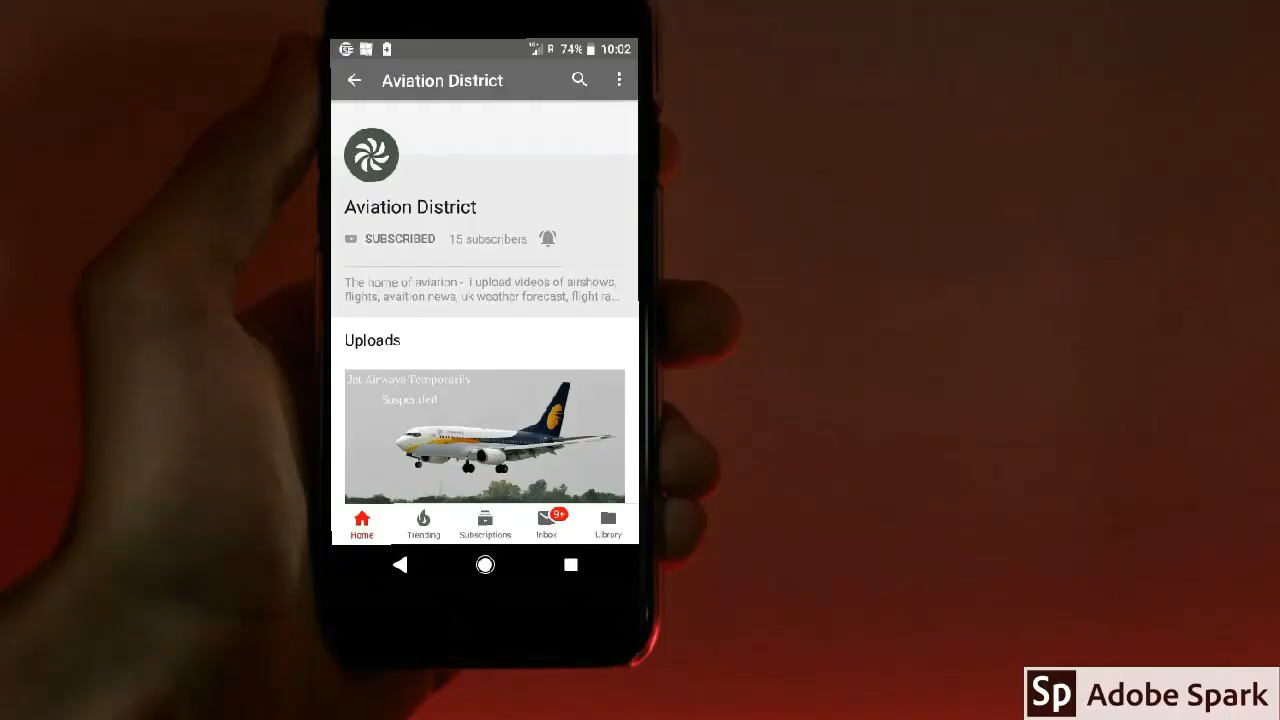 R 74% 10:02
Aviation District
Aviation District
SUBSCRIBED 15 subscribers
The home of aviation - i upload videos of airshows,
flights, avaition news, uk weather forecast, flight ra...
Uploads
Jet Airways Temporarily
Suspended
Home Trending Subscriptions Inbox 9+ Library
Sp Adobe Spark